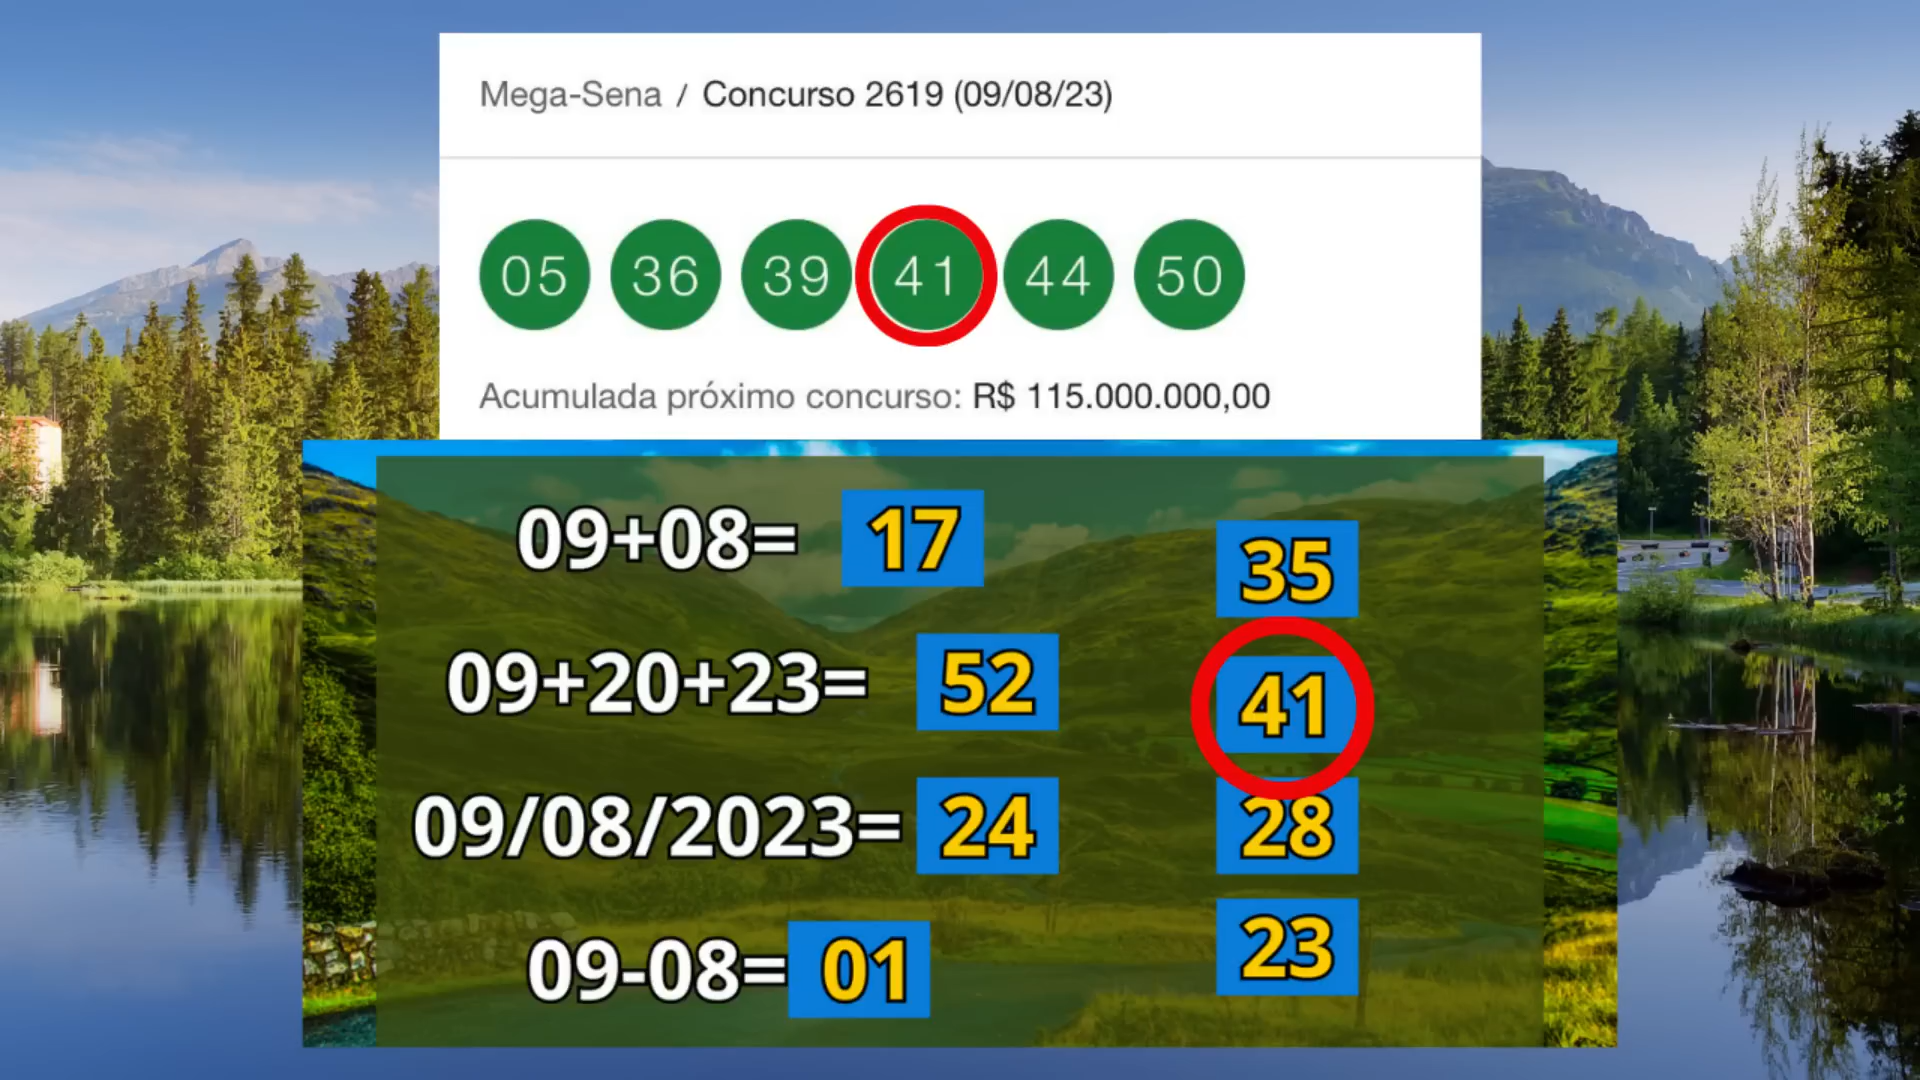 Mega-Sena / Concurso 2619 (09/08/23)
05 36 39 41 44 50
Acumulada próximo concurso: R$ 115.000.000,00
09+08= 17
35
09+20+23= 52
41
09/08/2023= 24
28
09-08= 01
23